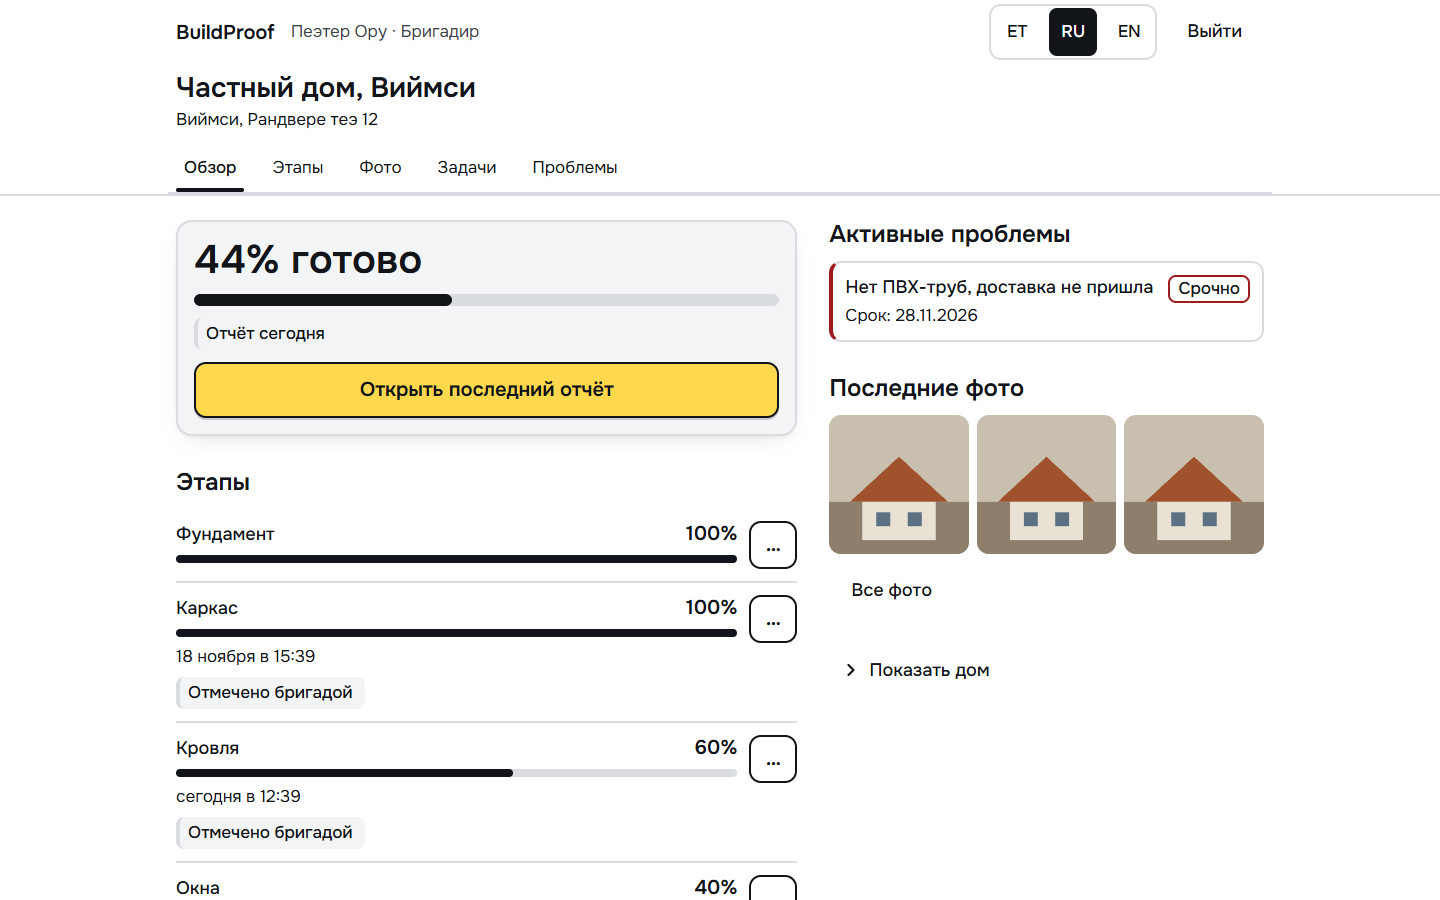 BuildProof
Пеэтер Ору · Бригадир
ET
RU
EN
Выйти
Частный дом, Виймси
Виймси, Рандвере теэ 12
Обзор
Этапы
Фото
Задачи
Проблемы
44% готово
Отчёт сегодня
Открыть последний отчёт
Этапы
Фундамент
100%
...
Каркас
100%
...
18 ноября в 15:39
Отмечено бригадой
Кровля
60%
...
сегодня в 12:39
Отмечено бригадой
Окна
40%
Активные проблемы
Нет ПВХ-труб, доставка не пришла
Срочно
Срок: 28.11.2026
Последние фото
Все фото
Показать дом